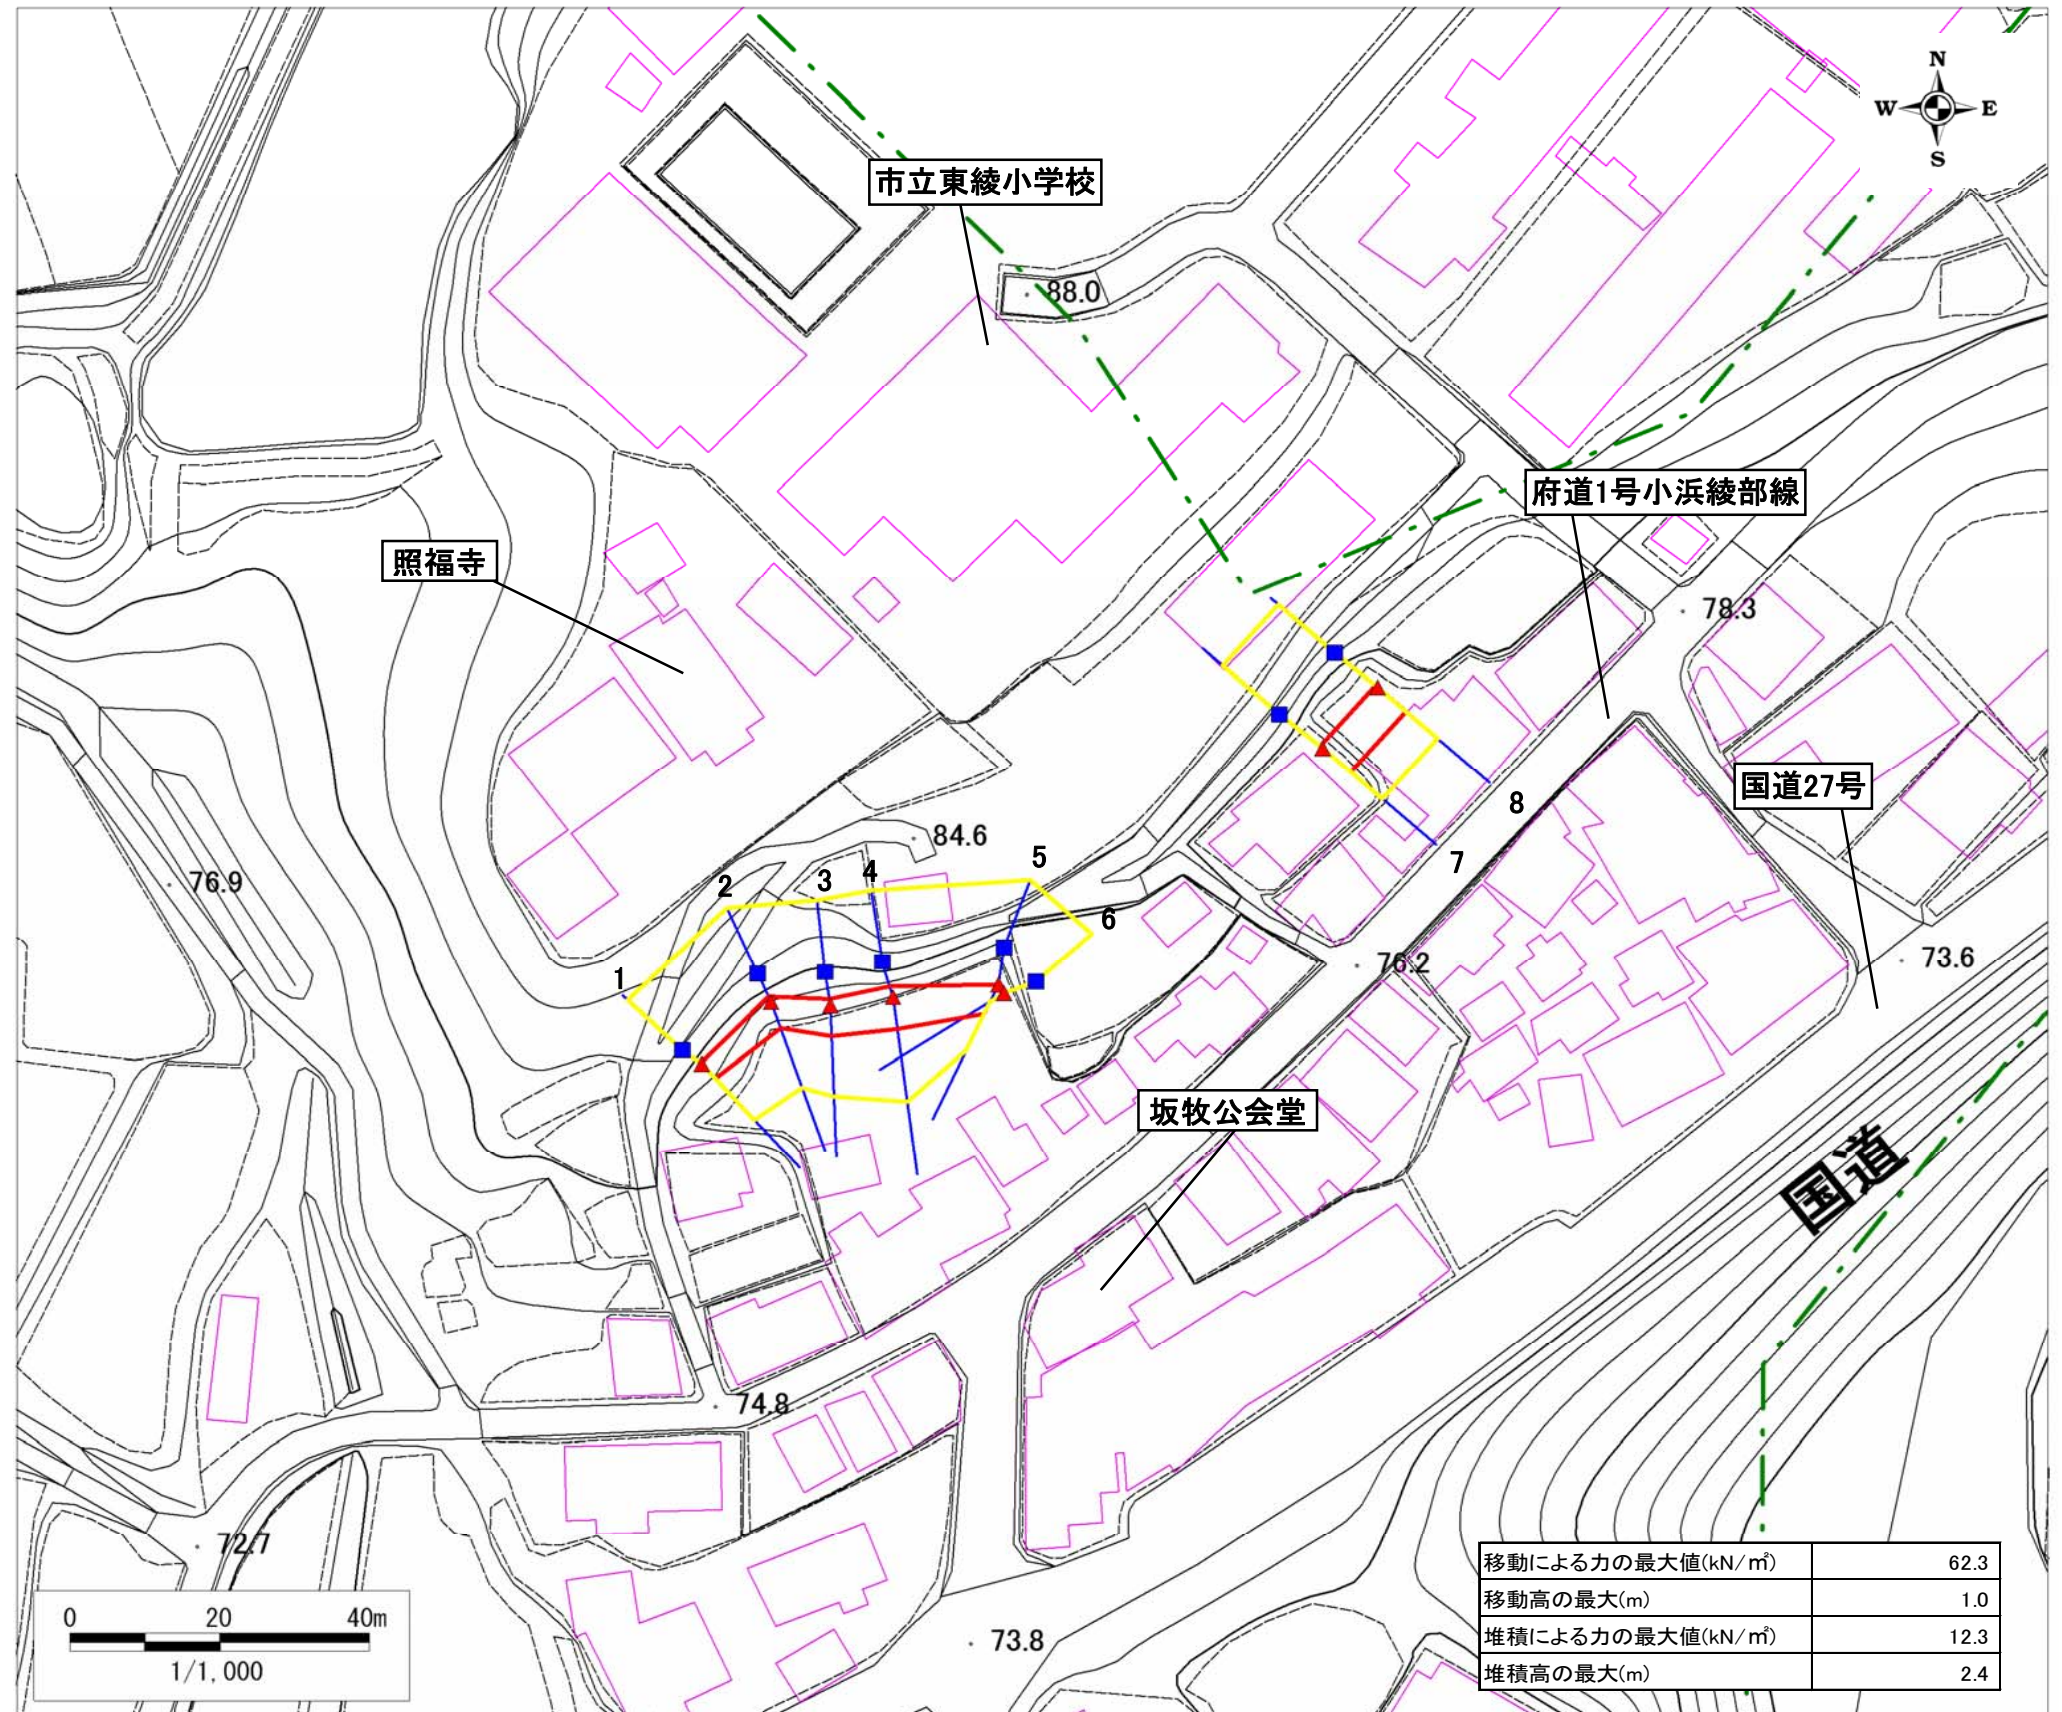 N
W E
S
市立東綾小学校
88.0
府道1号小浜綾部線
照福寺
78.3
国道27号
8
84.6
7
5
4
3
2
6
76.9
1
76.2
73.6
坂牧公会堂
国道
74.8
72.7
移動による力の最大値(kN/㎡) 62.3
移動高の最大(m) 1.0
堆積による力の最大値(kN/㎡) 12.3
堆積高の最大(m) 2.4
0 20 40m
1/1,000
73.8